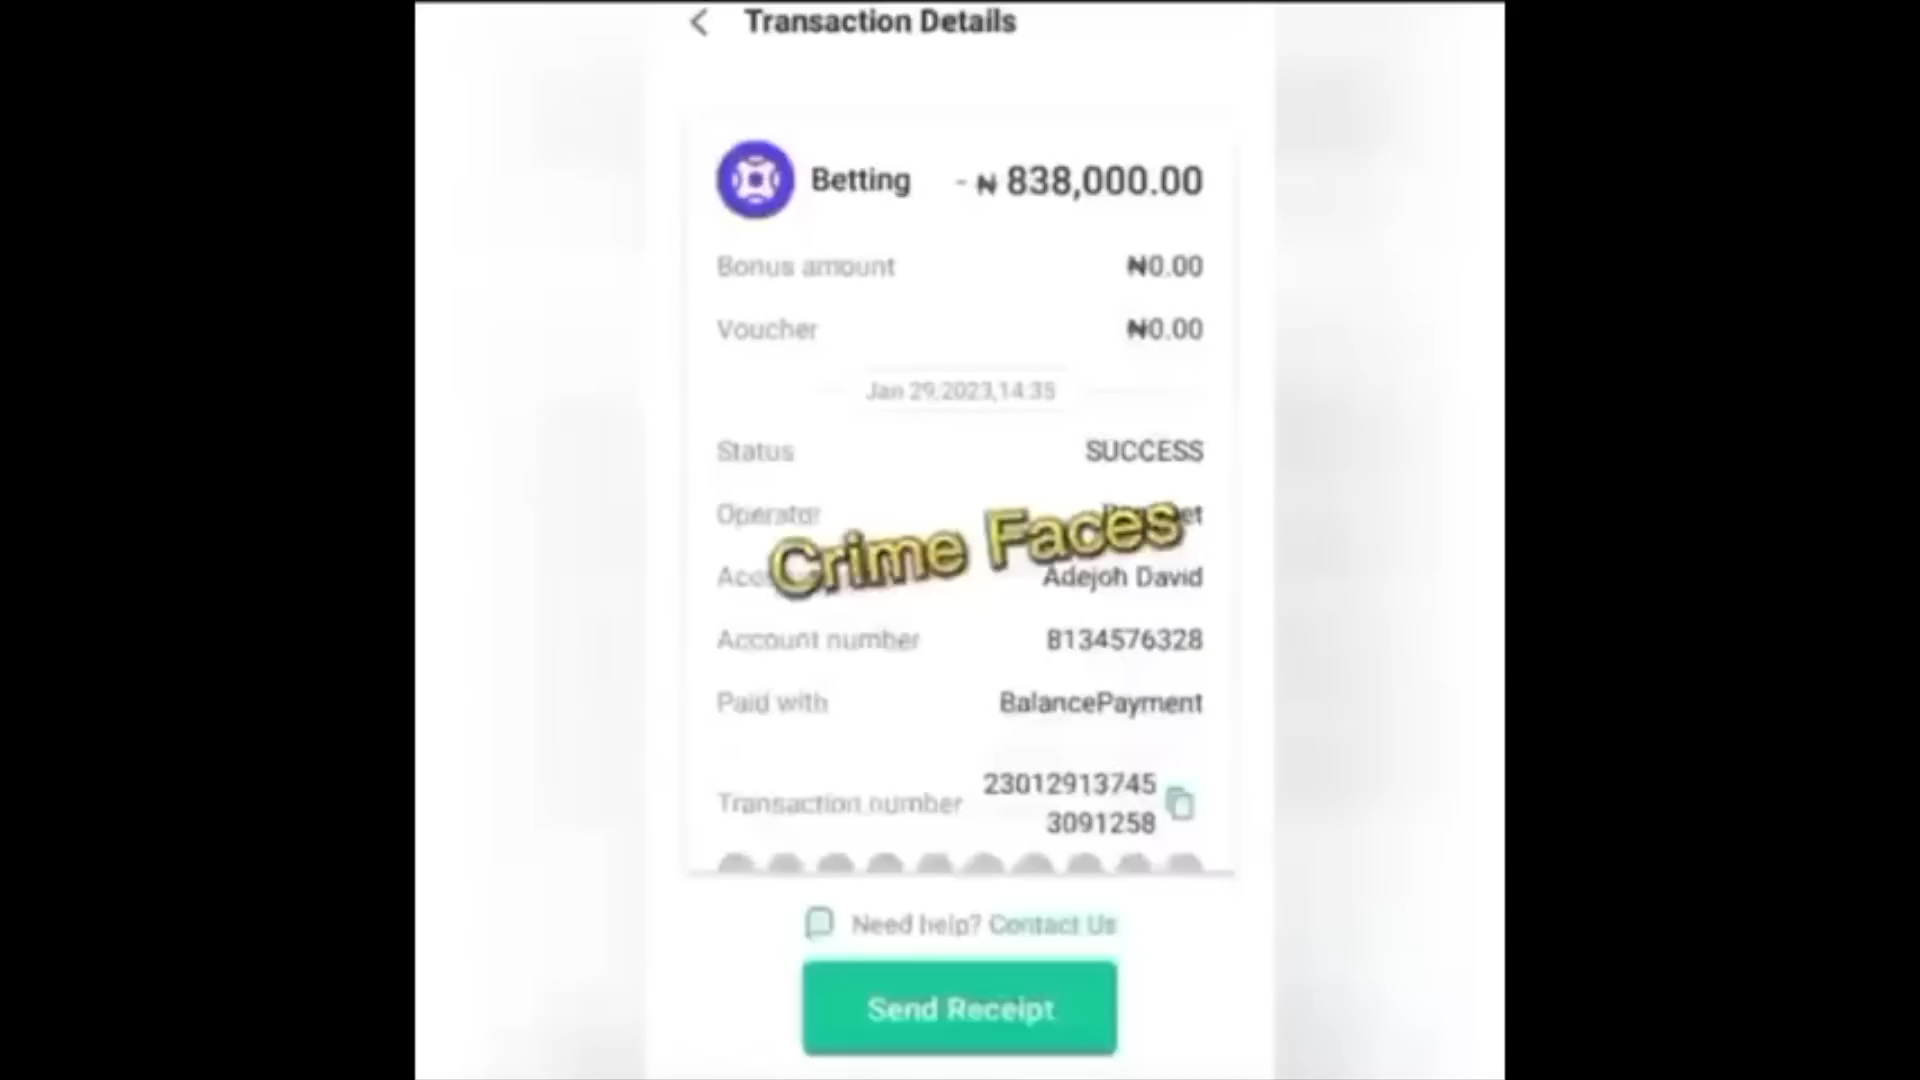 Transaction Details
Betting - ₦ 838,000.00
Bonus amount ₦0.00
Voucher ₦0.00
Jan 29,2023,14:35
Status SUCCESS
Operator
Crime Faces
Adejoh David
Account number 8134576328
Paid with BalancePayment
Transaction number 23012913745
3091258
Need help? Contact Us
Send Receipt